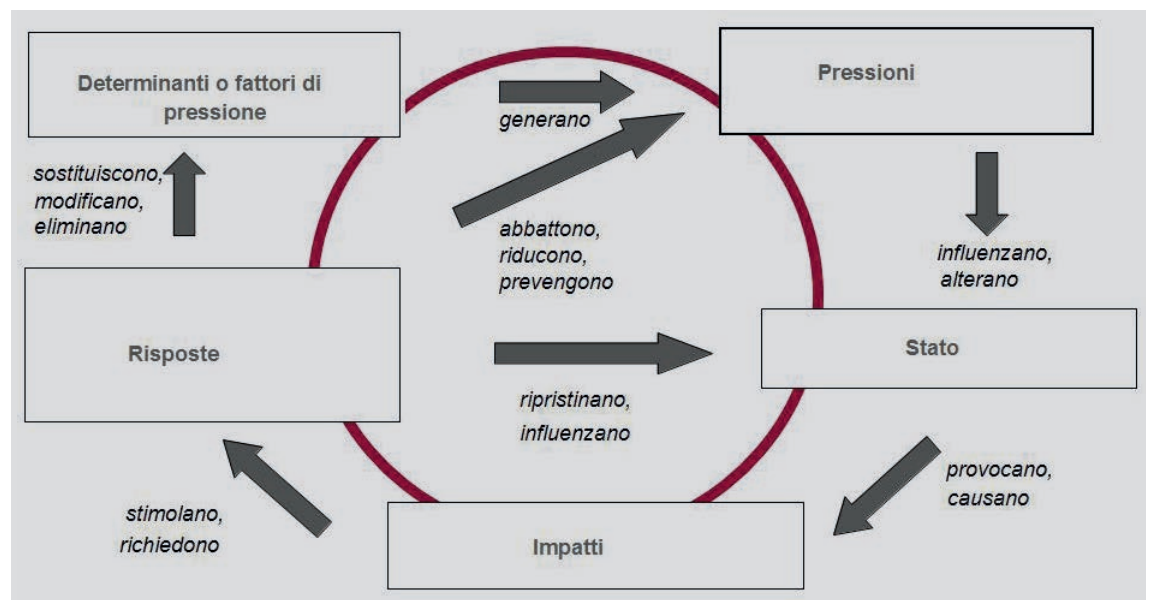 Determinanti o fattori di
pressione
Pressioni
generano
sostituiscono,
modificano,
eliminano
abbattono,
riducono,
prevengono
influenzano,
alterano
Risposte
Stato
ripristinano,
influenzano
provocano,
causano
stimolano,
richiedono
Impatti